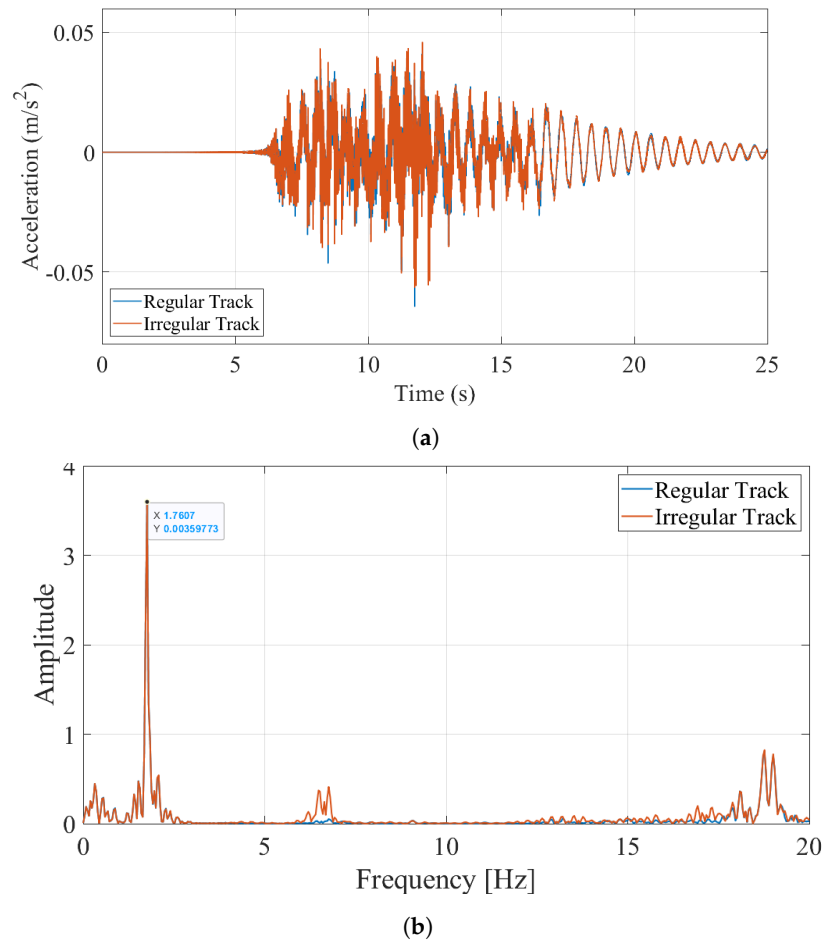 0.05
0
-0.05
Acceleration (m/s²)
Regular Track
Irregular Track
0 5 10 15 20 25
Time (s)
(a)
4
3
2
1
0
Amplitude
X 1.7607
Y 0.00359773
Regular Track
Irregular Track
0 5 10 15 20
Frequency [Hz]
(b)